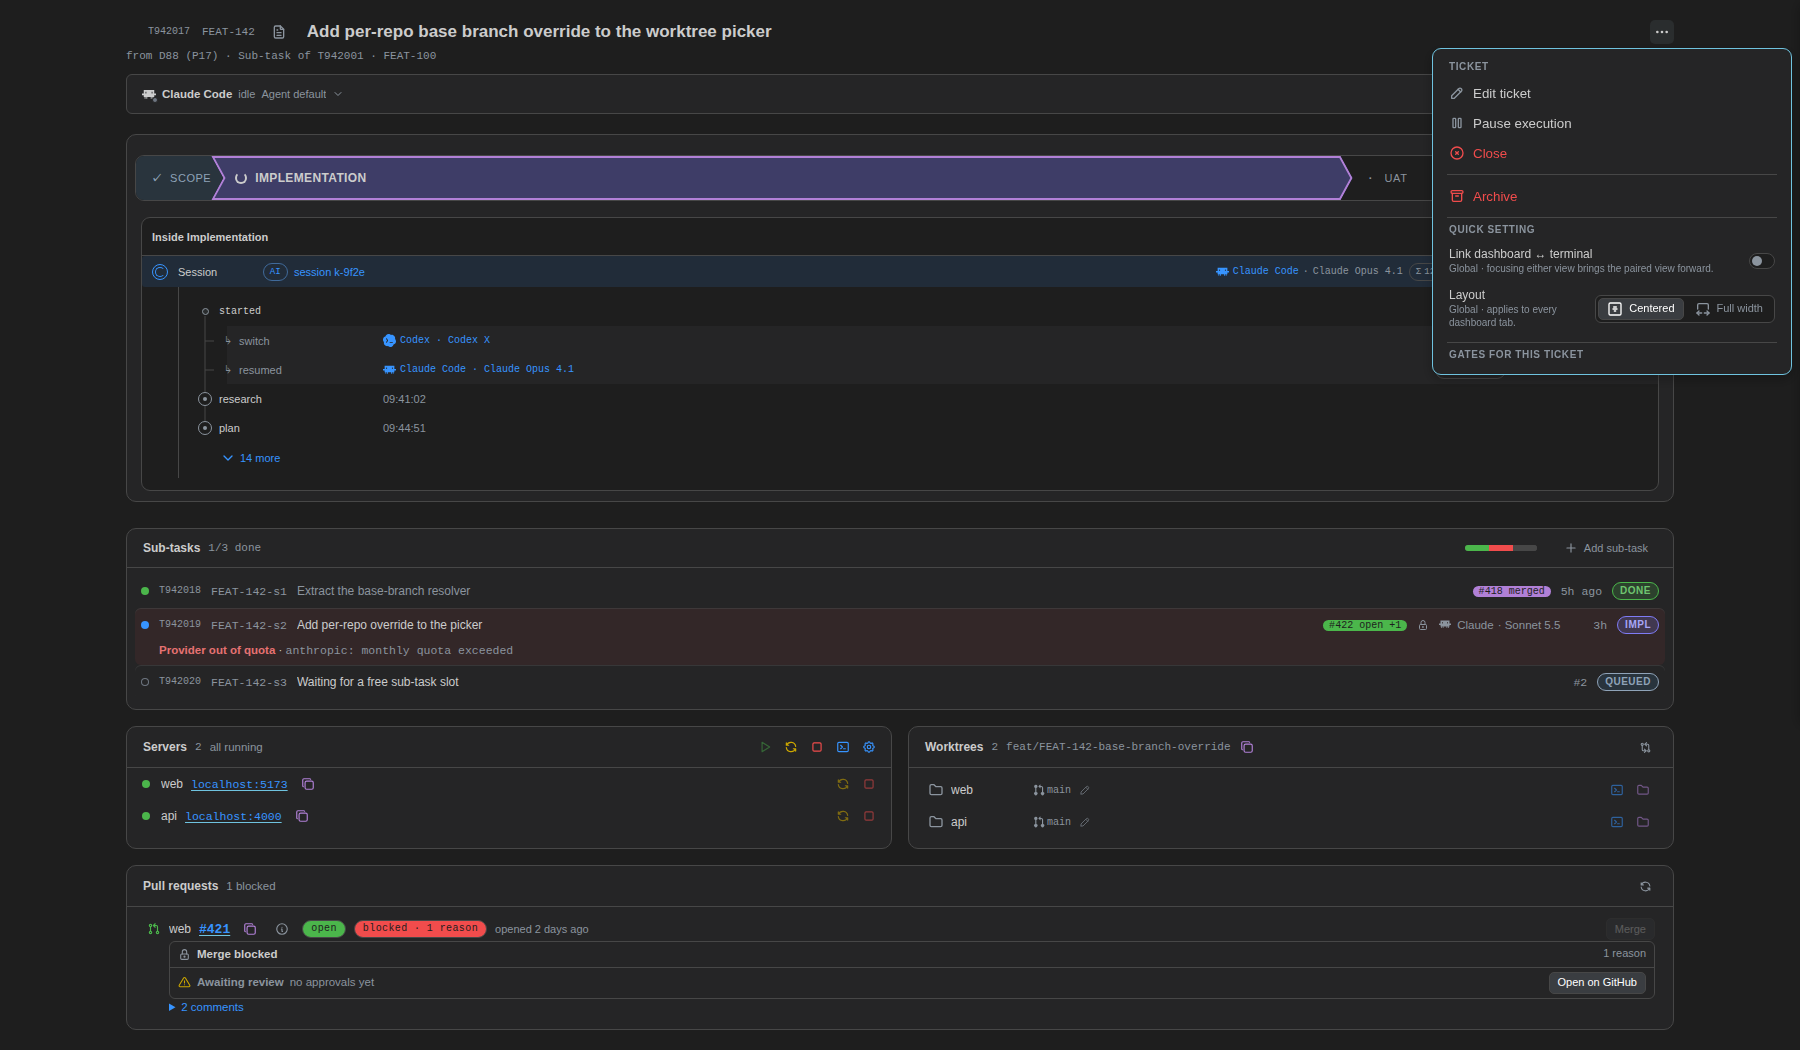 T942017 FEAT-142 Add per-repo base branch override to the worktree picker
from D88 (P17) · Sub-task of T942001 · FEAT-100
Claude Code idle Agent default
SCOPE
IMPLEMENTATION
UAT
Inside Implementation
Session AI session k-9f2e Claude Code · Claude Opus 4.1
started
↳ switch Codex · Codex X
↳ resumed Claude Code · Claude Opus 4.1
research 09:41:02
plan 09:44:51
14 more
TICKET
Edit ticket
Pause execution
Close
Archive
QUICK SETTING
Link dashboard ↔ terminal
Global · focusing either view brings the paired view forward.
Layout
Global · applies to every
dashboard tab.
Centered Full width
GATES FOR THIS TICKET
Sub-tasks 1/3 done Add sub-task
T942018 FEAT-142-s1 Extract the base-branch resolver #418 merged 5h ago DONE
T942019 FEAT-142-s2 Add per-repo override to the picker #422 open +1 Claude · Sonnet 5.5 3h IMPL
Provider out of quota · anthropic: monthly quota exceeded
T942020 FEAT-142-s3 Waiting for a free sub-task slot #2 QUEUED
Servers 2 all running
web localhost:5173
api localhost:4000
Worktrees 2 feat/FEAT-142-base-branch-override
web main
api main
Pull requests 1 blocked
web #421 open blocked · 1 reason opened 2 days ago Merge
Merge blocked 1 reason
Awaiting review no approvals yet Open on GitHub
2 comments